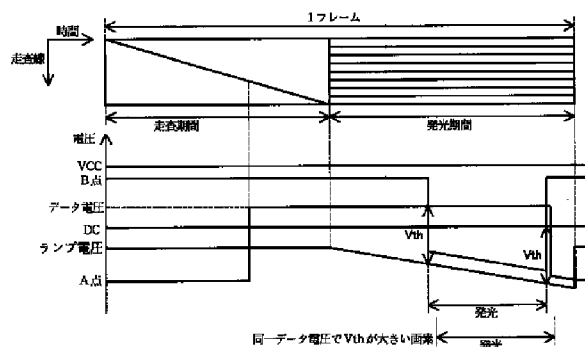 1フレーム
時間
走査線
走査期間
発光期間
電圧
VCC
B点
データ電圧
DC
ランプ電圧
A点
Vth
Vth
発光
同一データ電圧でVthが大きい画素
発光